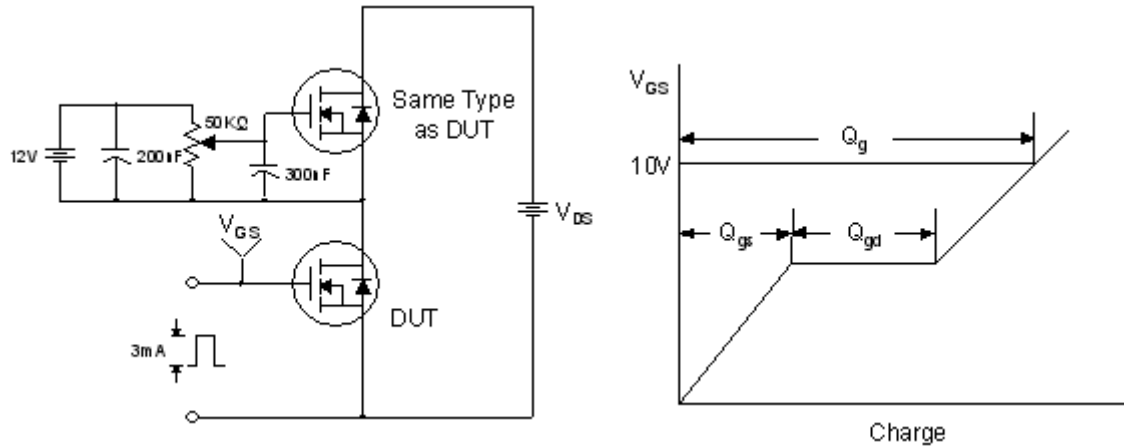 Same Type
as DUT
50KΩ
12V
200nF
300nF
V_GS
DUT
3mA
V_DS
V_GS
10V
Q_g
Q_gs
Q_gd
Charge